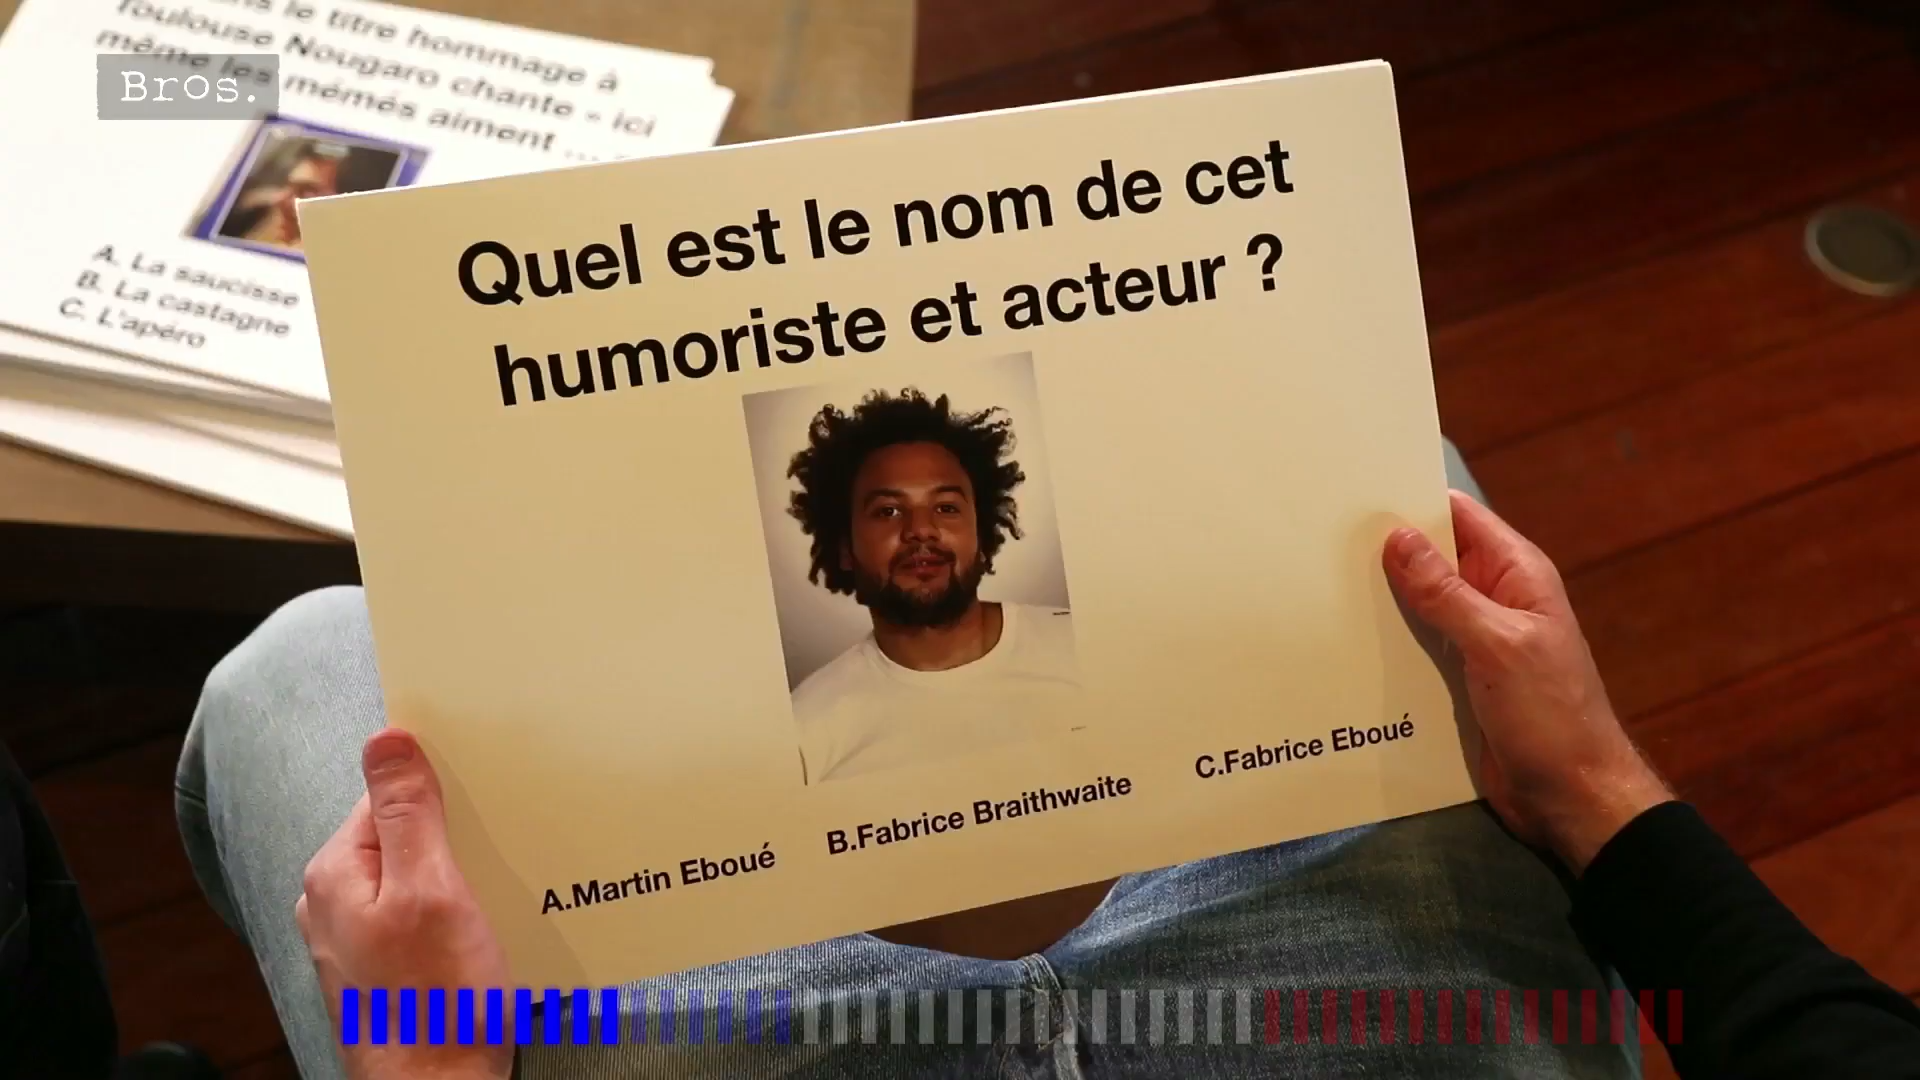 Bros.
le titre hommage à
Toulouse Nougaro chante « ici
même les mémés aiment ...
A. La saucisse
B. La castagne
C. L'apéro
Quel est le nom de cet
humoriste et acteur ?
A.Martin Eboué
B.Fabrice Braithwaite
C.Fabrice Eboué